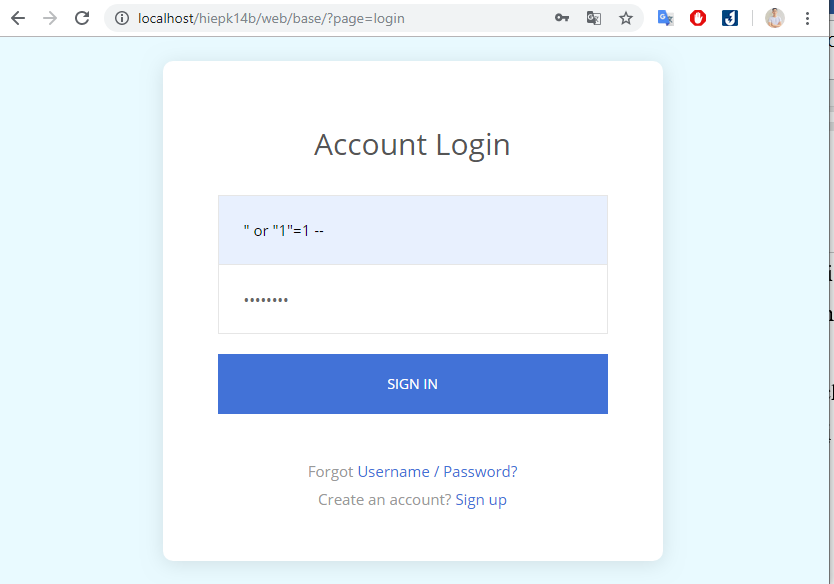 localhost/hiepk14b/web/base/?page=login
Account Login
" or "1"=1 --
SIGN IN
Forgot Username / Password?
Create an account? Sign up